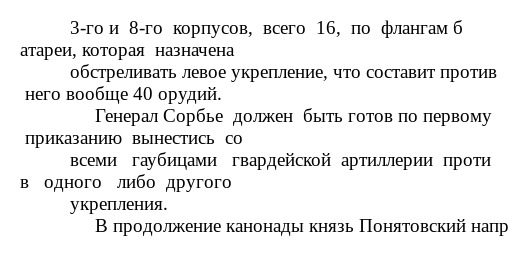 3-го и 8-го корпусов, всего 16, по флангам б
атареи, которая назначена
обстреливать левое укрепление, что составит против
него вообще 40 орудий.
Генерал Сорбье должен быть готов по первому
приказанию вынестись со
всеми гаубицами гвардейской артиллерии проти
в одного либо другого
укрепления.
В продолжение канонады князь Понятовский напр